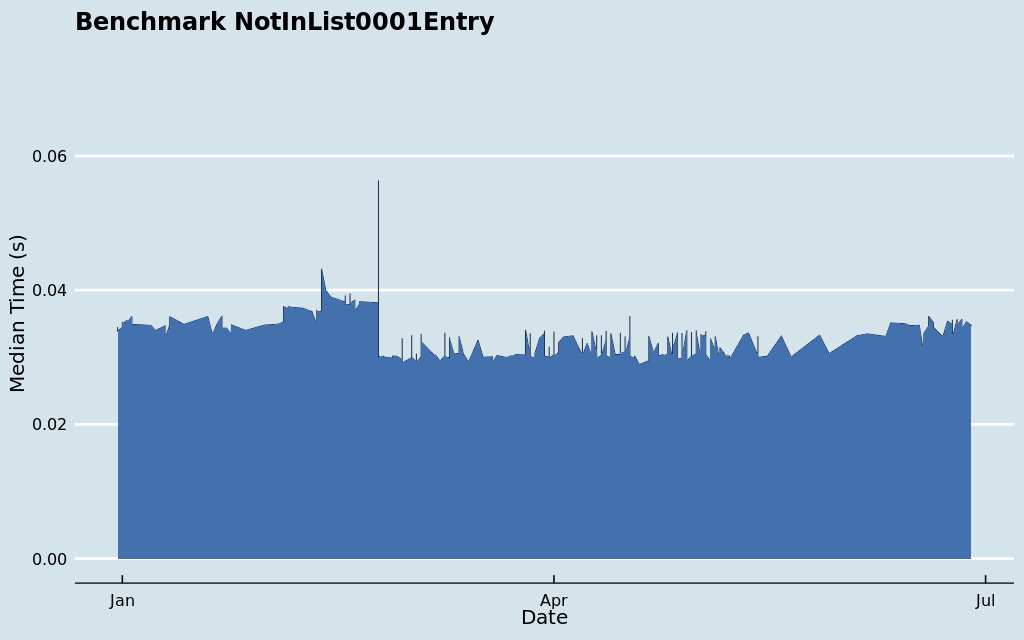 Benchmark NotInList0001Entry
Median Time (s)
0.06
0.04
0.02
0.00
Jan
Apr
Jul
Date